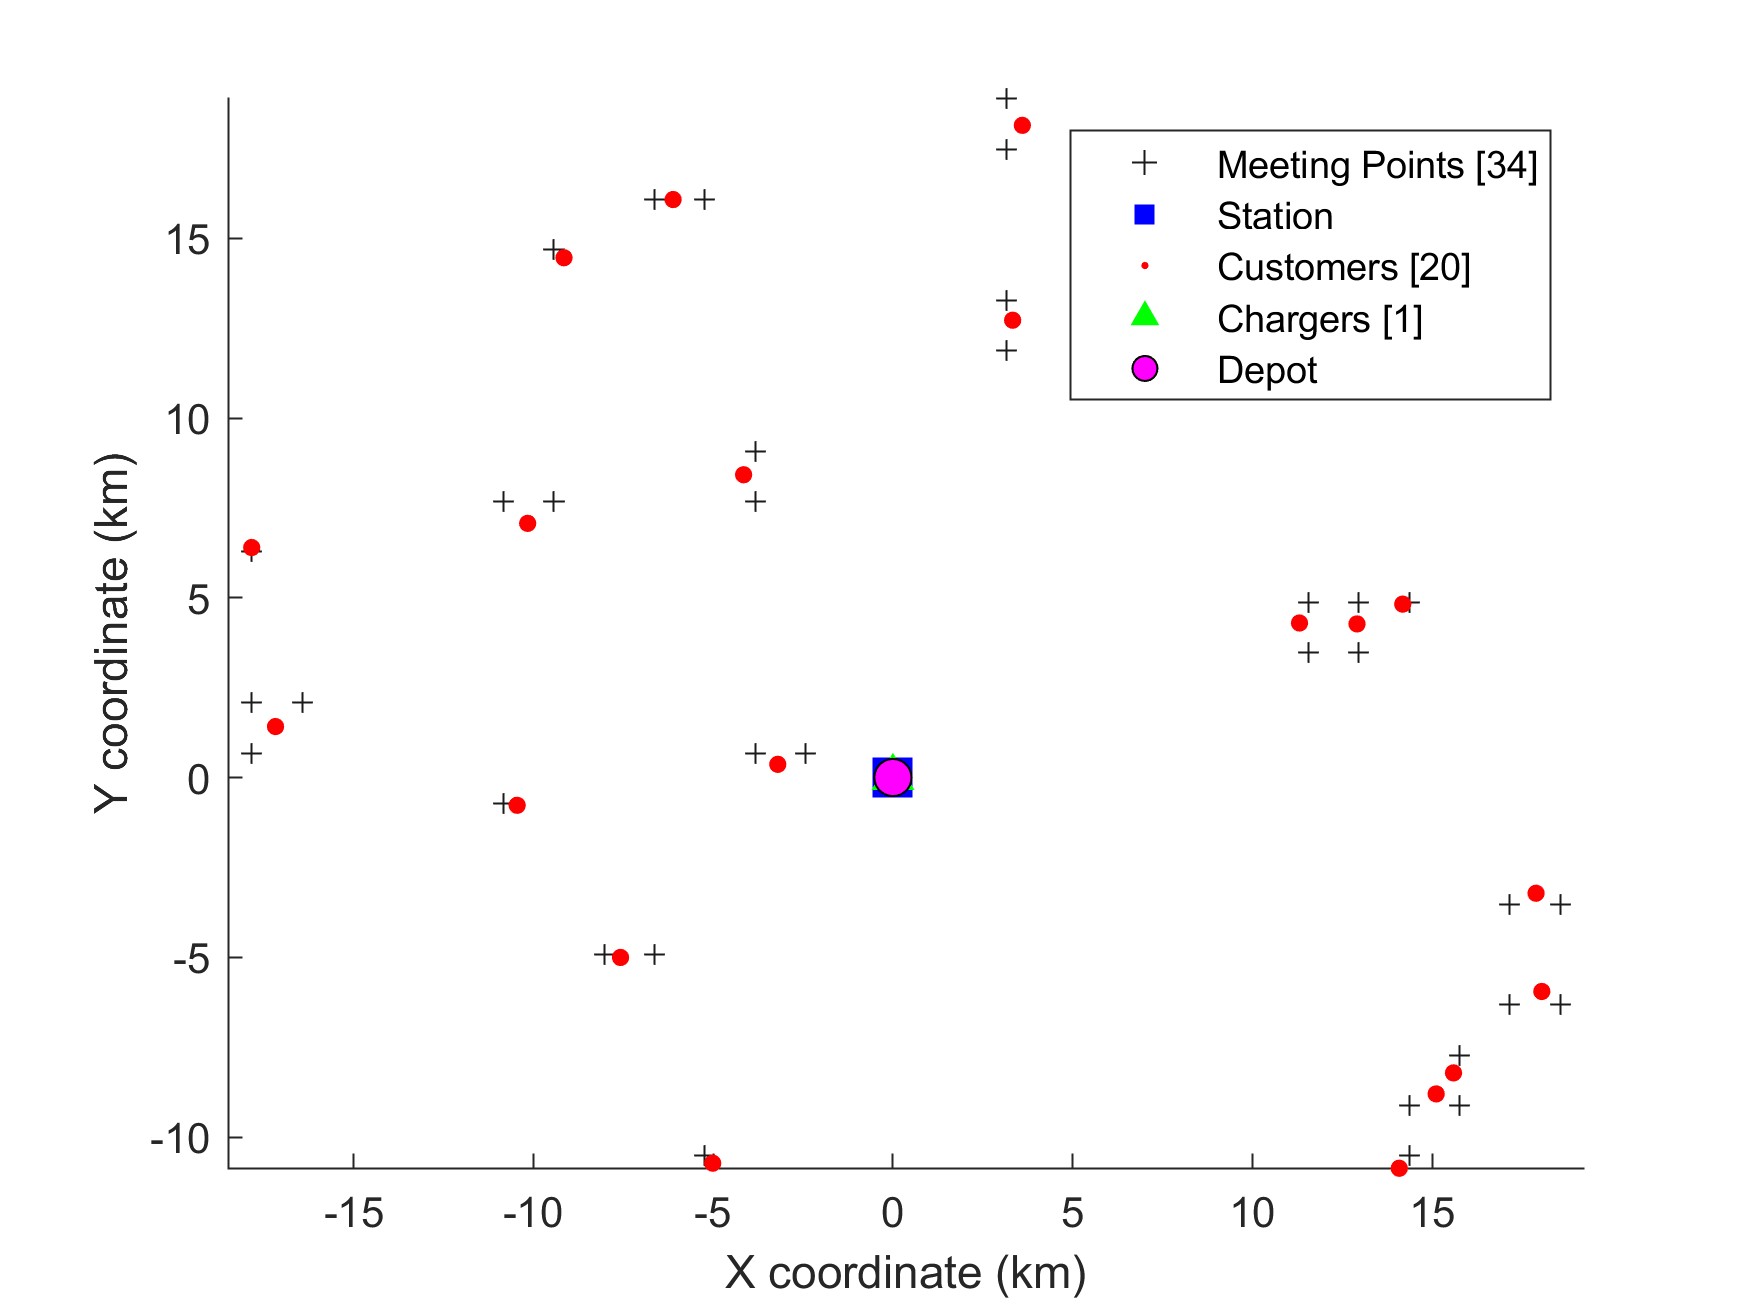 Meeting Points [34]
Station
Customers [20]
Chargers [1]
Depot
15
10
5
0
-5
-10
Y coordinate (km)
-15
-10
-5
0
5
10
15
X coordinate (km)